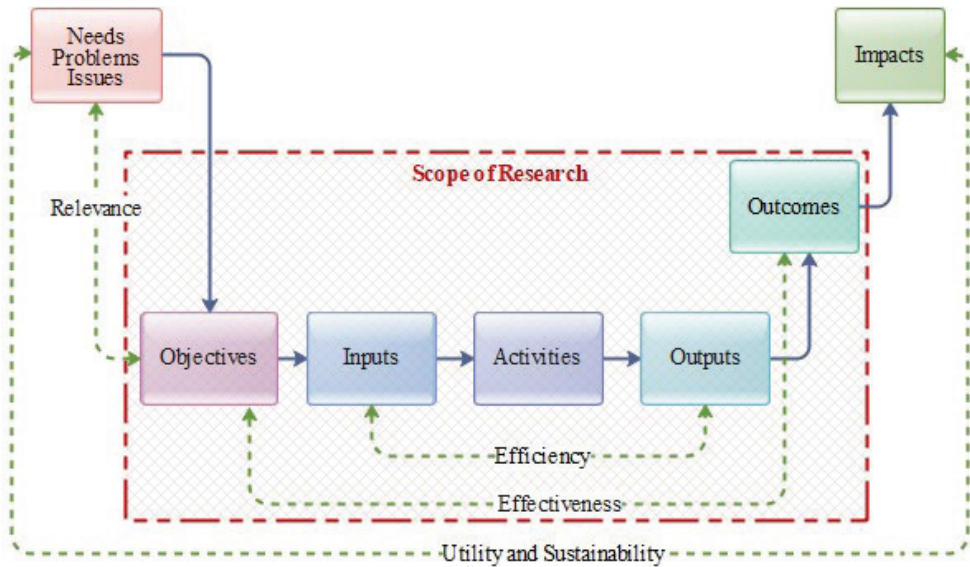 Needs
Problems
Issues
Impacts
Scope of Research
Relevance
Outcomes
Objectives
Inputs
Activities
Outputs
Efficiency
Effectiveness
Utility and Sustainability